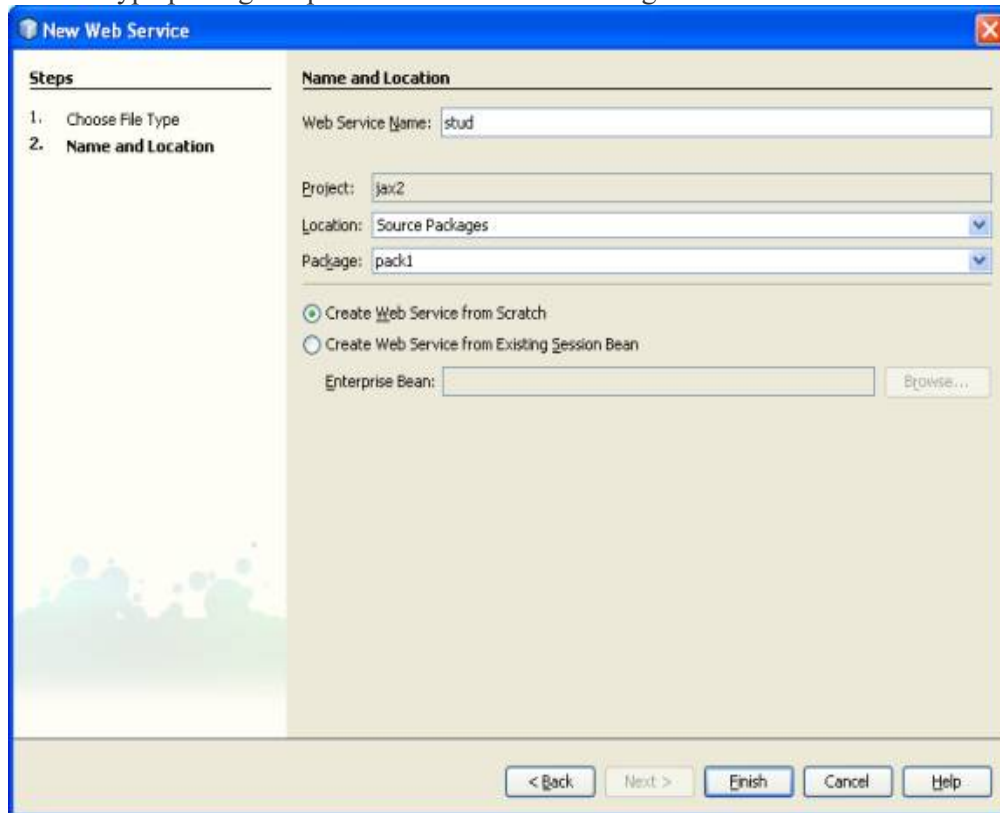 New Web Service
Steps
1. Choose File Type
2. Name and Location
Name and Location
Web Service Name: stud
Project: jax2
Location: Source Packages
Package: pack1
Create Web Service from Scratch
Create Web Service from Existing Session Bean
Enterprise Bean: Browse...
< Back Next > Finish Cancel Help